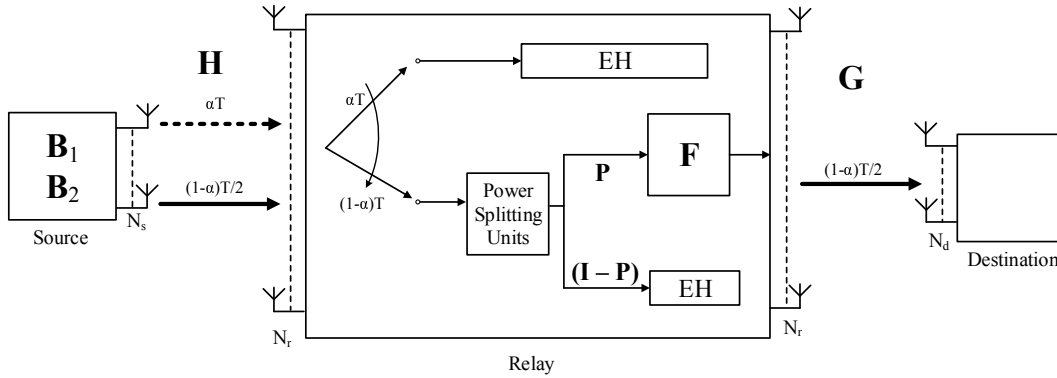 H
αT
B1
B2
(1-α)T/2
Ns
Source
Nr
αT
(1-α)T
EH
Power
Splitting
Units
P
F
(I – P)
EH
Relay
G
(1-α)T/2
Nr
Nd
Destination